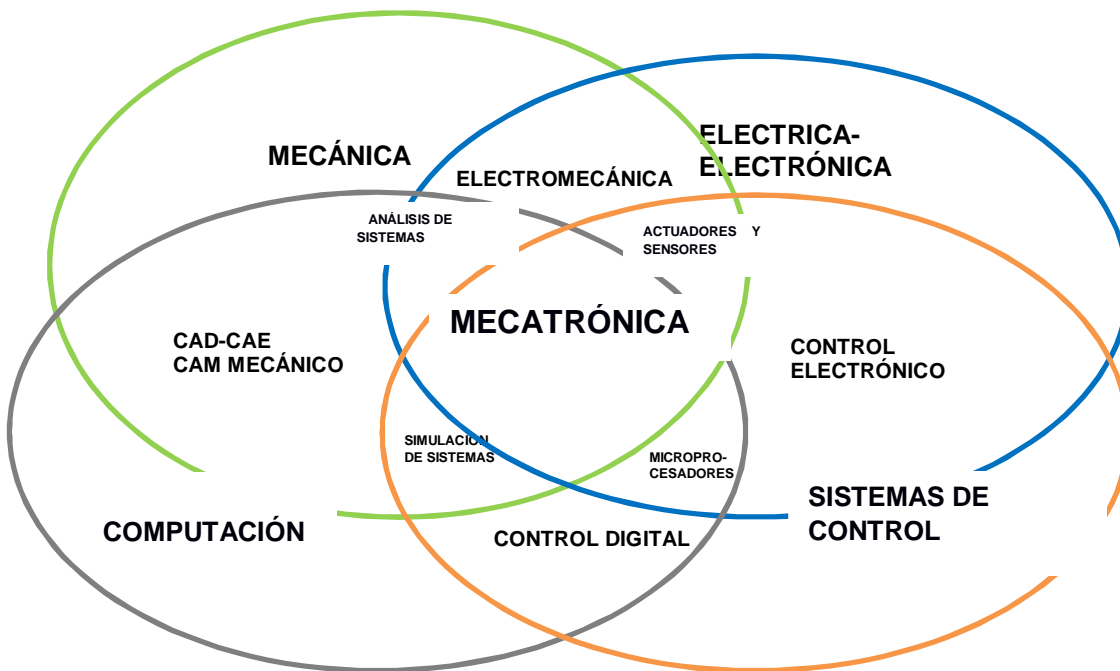 MECÁNICA
ELECTRICA-
ELECTRÓNICA
ELECTROMECÁNICA
ANÁLISIS DE
SISTEMAS
ACTUADORES Y
SENSORES
MECATRÓNICA
CAD-CAE
CAM MECÁNICO
CONTROL
ELECTRÓNICO
SIMULACION
DE SISTEMAS
MICROPRO-
CESADORES
COMPUTACIÓN
CONTROL DIGITAL
SISTEMAS DE
CONTROL